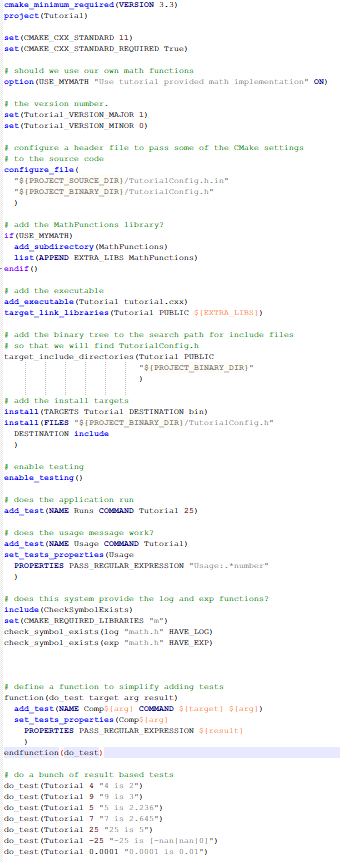 cmake_minimum_required(VERSION 3.3)
project(Tutorial)
set(CMAKE_CXX_STANDARD 11)
set(CMAKE_CXX_STANDARD_REQUIRED True)
# should we use our own math functions
option(USE_MYMATH "Use tutorial provided math implementation" ON)
# the version number.
set(Tutorial_VERSION_MAJOR 1)
set(Tutorial_VERSION_MINOR 0)
# configure a header file to pass some of the CMake settings
# to the source code
configure_file(
"${PROJECT_SOURCE_DIR}/TutorialConfig.h.in"
"${PROJECT_BINARY_DIR}/TutorialConfig.h"
)
# add the MathFunctions library?
if(USE_MYMATH)
add_subdirectory(MathFunctions)
list(APPEND EXTRA_LIBS MathFunctions)
endif()
# add the executable
add_executable(Tutorial tutorial.cxx)
target_link_libraries(Tutorial PUBLIC ${EXTRA_LIBS})
# add the binary tree to the search path for include files
# so that we will find TutorialConfig.h
target_include_directories(Tutorial PUBLIC
"${PROJECT_BINARY_DIR}"
)
# add the install targets
install(TARGETS Tutorial DESTINATION bin)
install(FILES "${PROJECT_BINARY_DIR}/TutorialConfig.h"
DESTINATION include
)
# enable testing
enable_testing()
# does the application run
add_test(NAME Runs COMMAND Tutorial 25)
# does the usage message work?
add_test(NAME Usage COMMAND Tutorial)
set_tests_properties(Usage
PROPERTIES PASS_REGULAR_EXPRESSION "Usage:.*number"
)
# does this system provide the log and exp functions?
include(CheckSymbolExists)
set(CMAKE_REQUIRED_LIBRARIES "m")
check_symbol_exists(log "math.h" HAVE_LOG)
check_symbol_exists(exp "math.h" HAVE_EXP)
# define a function to simplify adding tests
function(do_test target arg result)
add_test(NAME Comp${arg} COMMAND ${target} ${arg})
set_tests_properties(Comp${arg}
PROPERTIES PASS_REGULAR_EXPRESSION ${result}
)
endfunction(do_test)
# do a bunch of result based tests
do_test(Tutorial 4 "4 is 2")
do_test(Tutorial 9 "9 is 3")
do_test(Tutorial 5 "5 is 2.236")
do_test(Tutorial 7 "7 is 2.645")
do_test(Tutorial 25 "25 is 5")
do_test(Tutorial -25 "-25 is [-nan|nan|0]")
do_test(Tutorial 0.0001 "0.0001 is 0.01")